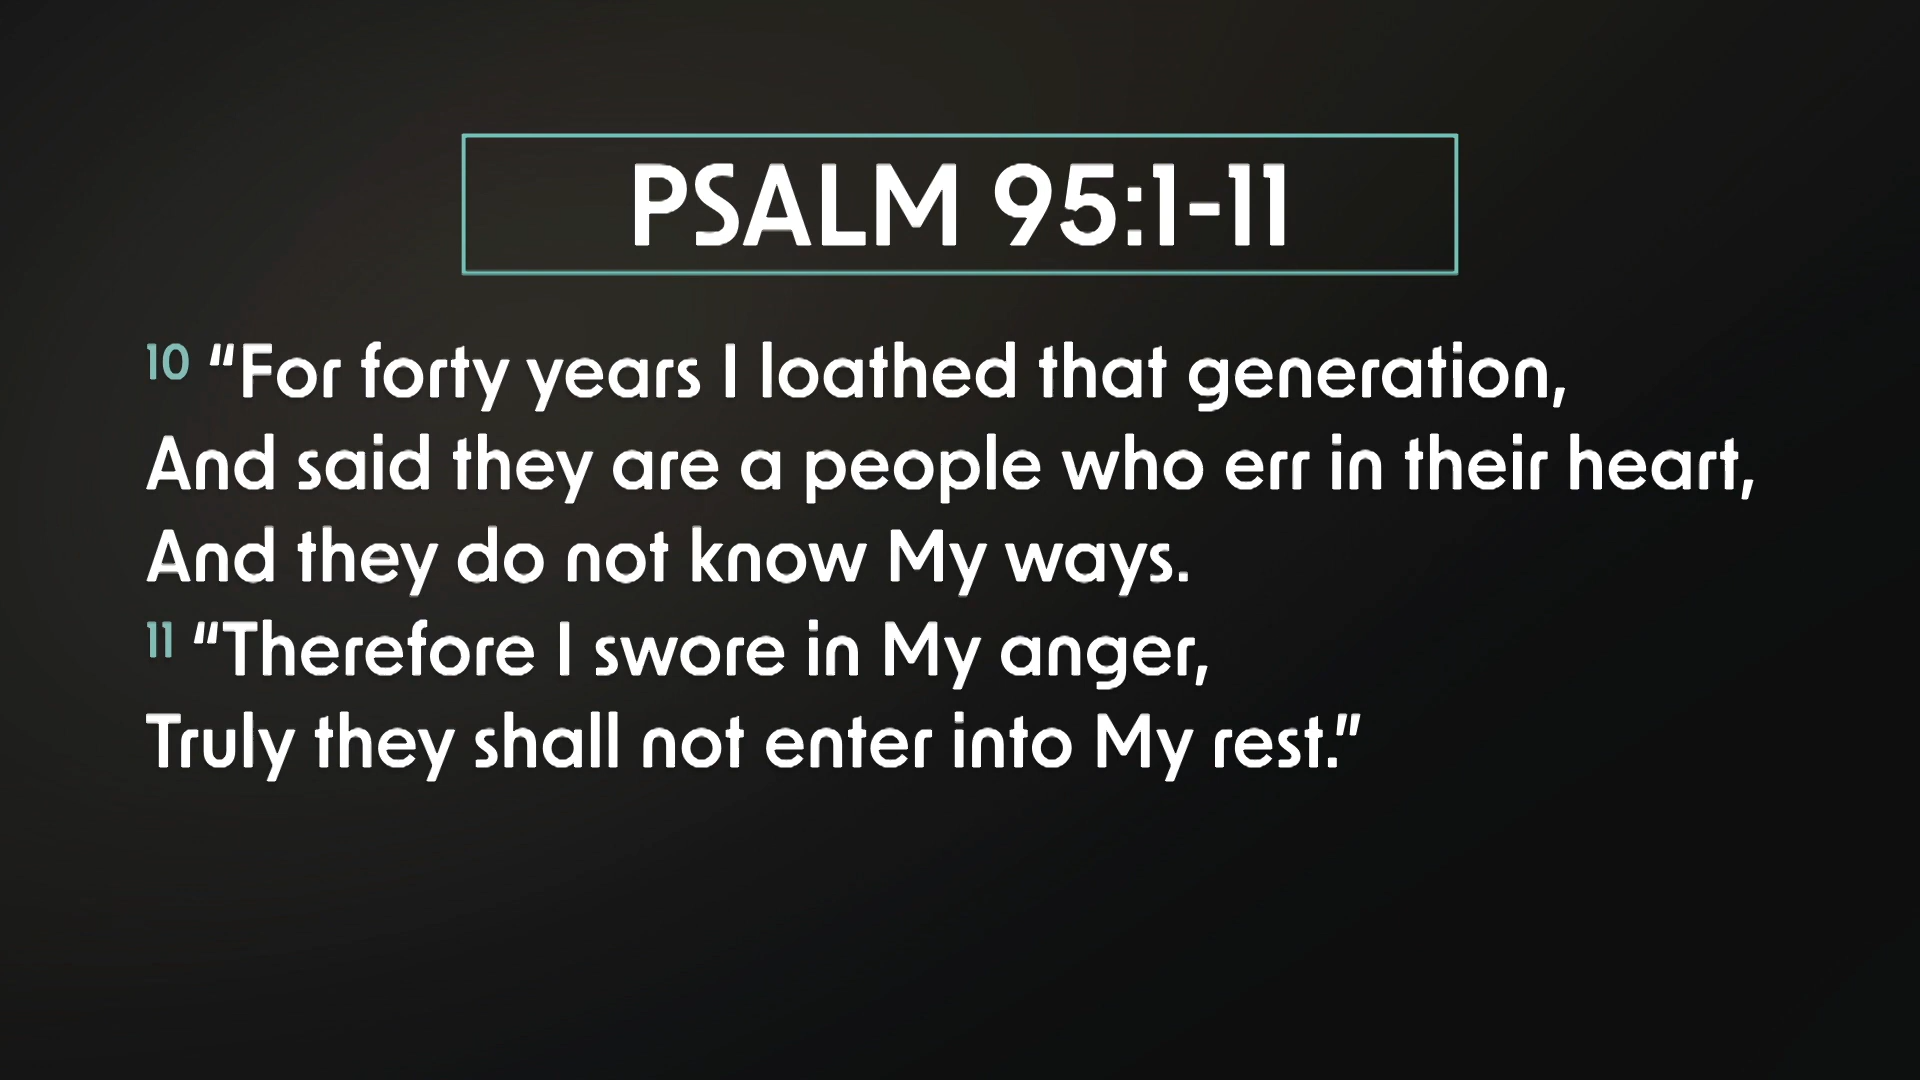 PSALM 95:1-11
10 “For forty years I loathed that generation,
And said they are a people who err in their heart,
And they do not know My ways.
11 “Therefore I swore in My anger,
Truly they shall not enter into My rest.”